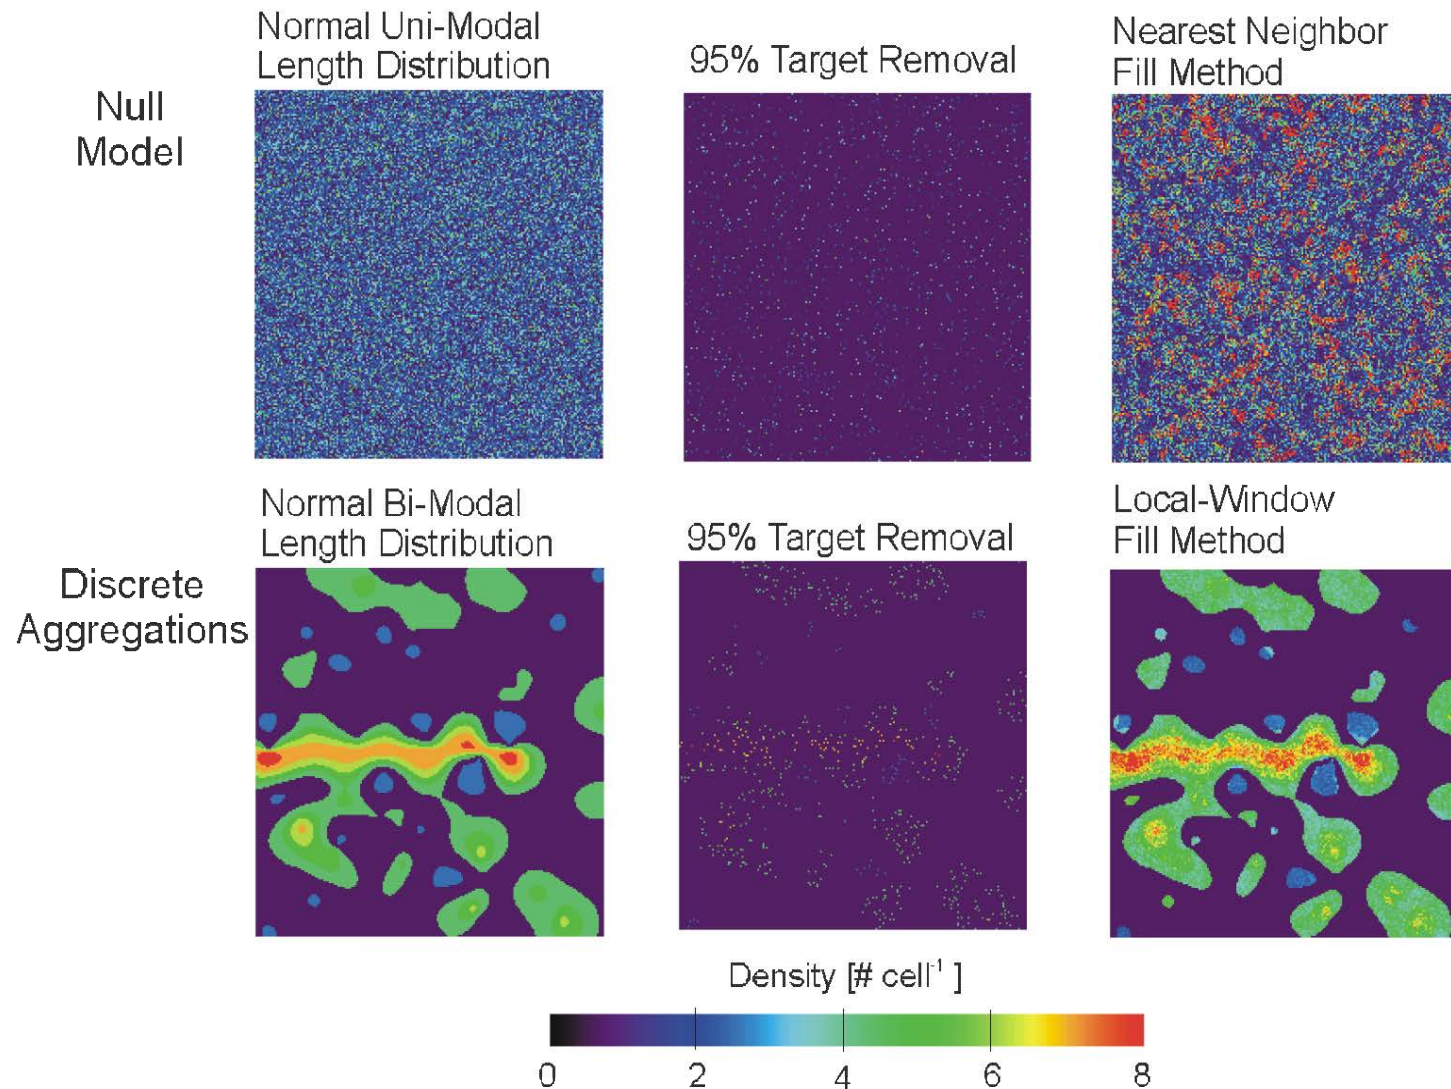 Normal Uni-Modal
Length Distribution
95% Target Removal
Nearest Neighbor
Fill Method
Null
Model
Normal Bi-Modal
Length Distribution
95% Target Removal
Local-Window
Fill Method
Discrete
Aggregations
Density [# cell⁻¹ ]
0 2 4 6 8